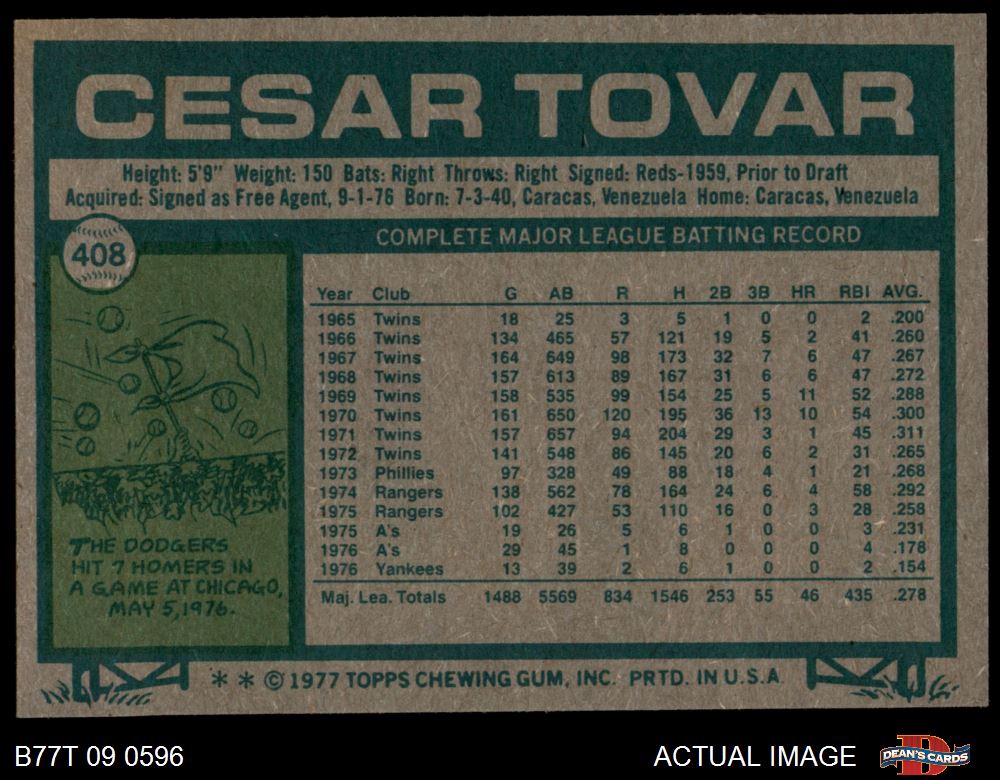 CESAR TOVAR
Height: 5'9" Weight: 150 Bats: Right Throws: Right Signed: Reds-1959, Prior to Draft
Acquired: Signed as Free Agent, 9-1-76 Born: 7-3-40, Caracas, Venezuela Home: Caracas, Venezuela
408
COMPLETE MAJOR LEAGUE BATTING RECORD
Year Club G AB R H 2B 3B HR RBI AVG.
1965 Twins 18 25 3 5 1 0 0 2 .200
1966 Twins 134 465 57 121 19 5 2 41 .260
1967 Twins 164 649 98 173 32 7 6 47 .267
1968 Twins 157 613 89 167 31 6 6 47 .272
1969 Twins 158 535 99 154 25 5 11 52 .288
1970 Twins 161 650 120 195 36 13 10 54 .300
1971 Twins 157 657 94 204 29 3 1 45 .311
1972 Twins 141 548 86 145 20 6 2 31 .265
1973 Phillies 97 328 49 88 18 4 1 21 .268
1974 Rangers 138 562 78 164 24 6 4 58 .292
1975 Rangers 102 427 53 110 16 0 3 28 .258
1975 A's 19 26 5 6 1 0 0 3 .231
1976 A's 29 45 1 8 0 0 0 4 .178
1976 Yankees 13 39 2 6 1 0 0 2 .154
Maj. Lea. Totals 1488 5569 834 1546 253 55 46 435 .278
THE DODGERS
HIT 7 HOMERS IN
A GAME AT CHICAGO,
MAY 5, 1976.
* * © 1977 TOPPS CHEWING GUM, INC. PRTD. IN U.S.A.
B77T 09 0596
ACTUAL IMAGE
DEAN'S CARDS